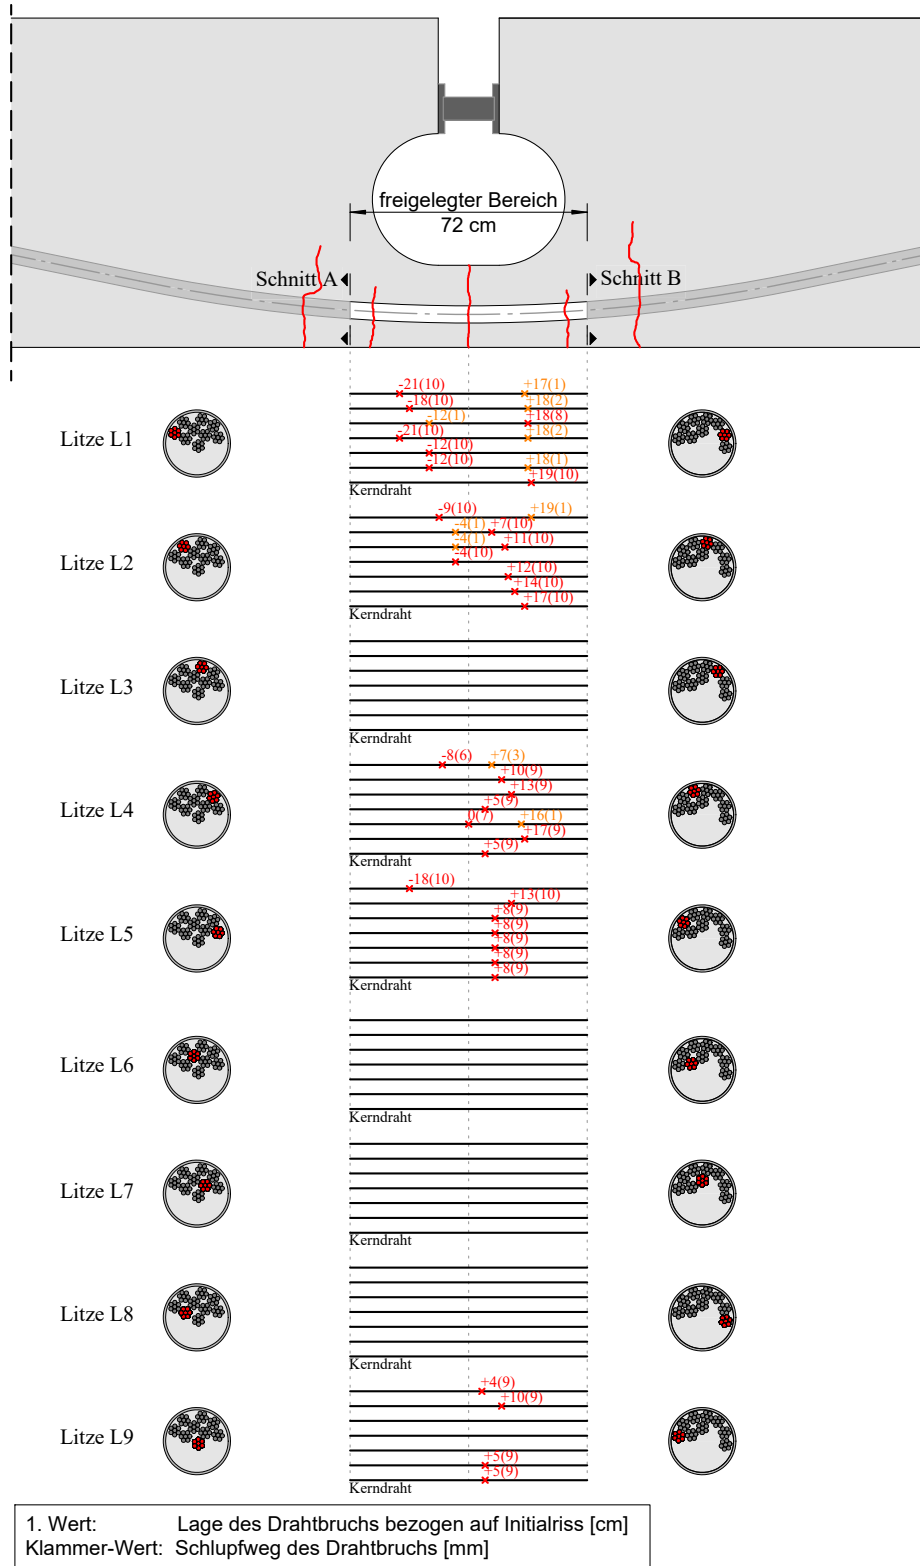 freigelegter Bereich
72 cm
Schnitt A
Schnitt B
Litze L1
-21(10) +17(1)
-18(10) +18(2)
-12(1) +18(8)
-21(10) +18(2)
-12(10)
-12(10) +18(1)
+19(10)
Kerndraht
Litze L2
-9(10) +19(1)
-4(1) +7(10)
-4(1) +11(10)
-4(10)
+12(10)
+14(10)
+17(10)
Kerndraht
Litze L3
Kerndraht
Litze L4
-8(6) +7(3)
+10(9)
+13(9)
+5(9)
0(7) +16(1)
+17(9)
+5(9)
Kerndraht
Litze L5
-18(10)
+13(10)
+8(9)
+8(9)
+8(9)
+8(9)
+8(9)
Kerndraht
Litze L6
Kerndraht
Litze L7
Kerndraht
Litze L8
Kerndraht
Litze L9
+4(9)
+10(9)
+5(9)
+5(9)
Kerndraht
1. Wert: Lage des Drahtbruchs bezogen auf Initialriss [cm]
Klammer-Wert: Schlupfweg des Drahtbruchs [mm]